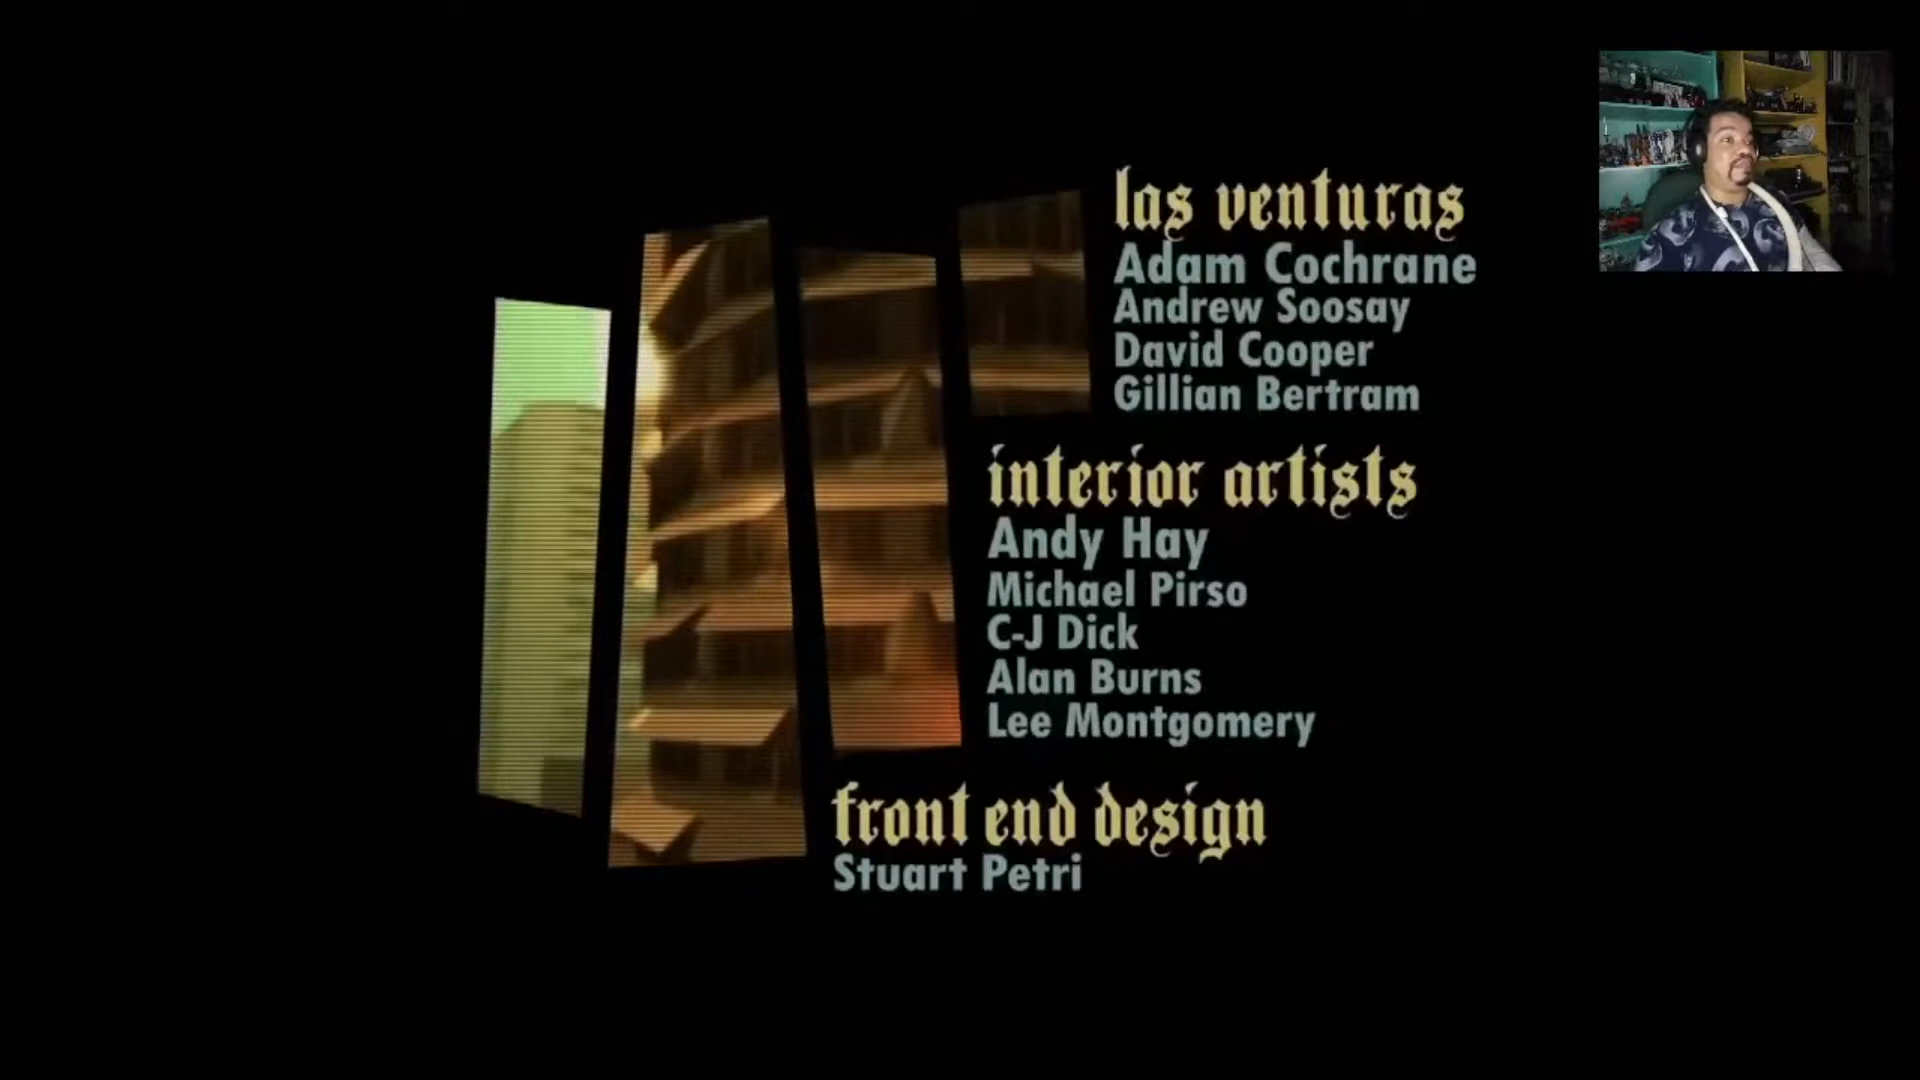 las venturas
Adam Cochrane
Andrew Soosay
David Cooper
Gillian Bertram
interior artists
Andy Hay
Michael Pirso
C-J Dick
Alan Burns
Lee Montgomery
front end design
Stuart Petri